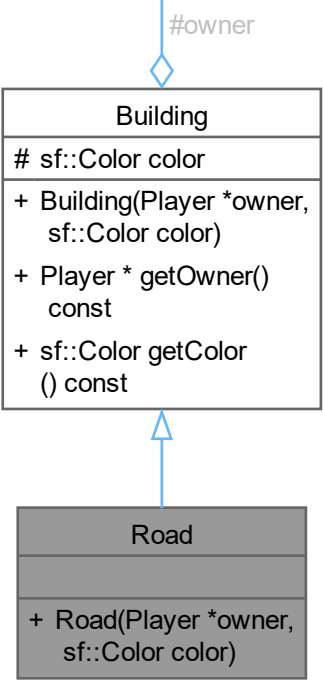 #owner
Building
# sf::Color color
+ Building(Player *owner,
sf::Color color)
+ Player * getOwner()
const
+ sf::Color getColor
() const
Road
+ Road(Player *owner,
sf::Color color)